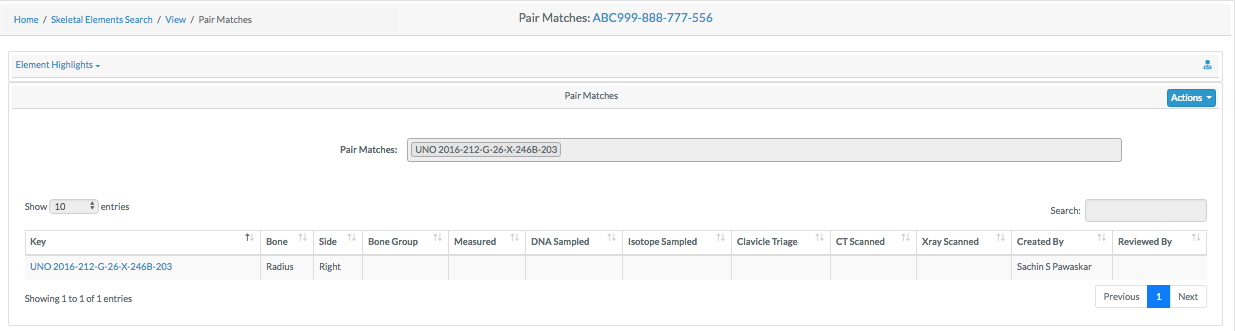 Home / Skeletal Elements Search / View / Pair Matches
Pair Matches: ABC999-888-777-556
Element Highlights
Pair Matches
Actions
Pair Matches: UNO 2016-212-G-26-X-246B-203
Show 10 entries
Search:
Key Bone Side Bone Group Measured DNA Sampled Isotope Sampled Clavicle Triage CT Scanned Xray Scanned Created By Reviewed By
UNO 2016-212-G-26-X-246B-203 Radius Right Sachin S Pawaskar
Showing 1 to 1 of 1 entries
Previous 1 Next